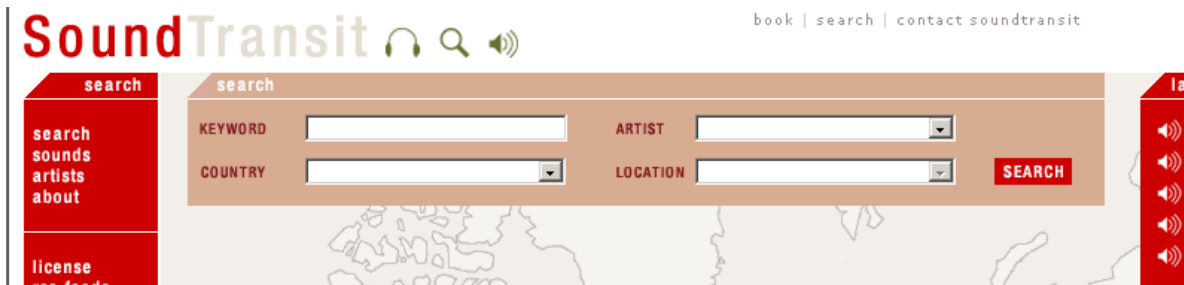 SoundTransit
book | search | contact soundtransit
search
search
sounds
artists
about
license
search
KEYWORD
ARTIST
COUNTRY
LOCATION
SEARCH